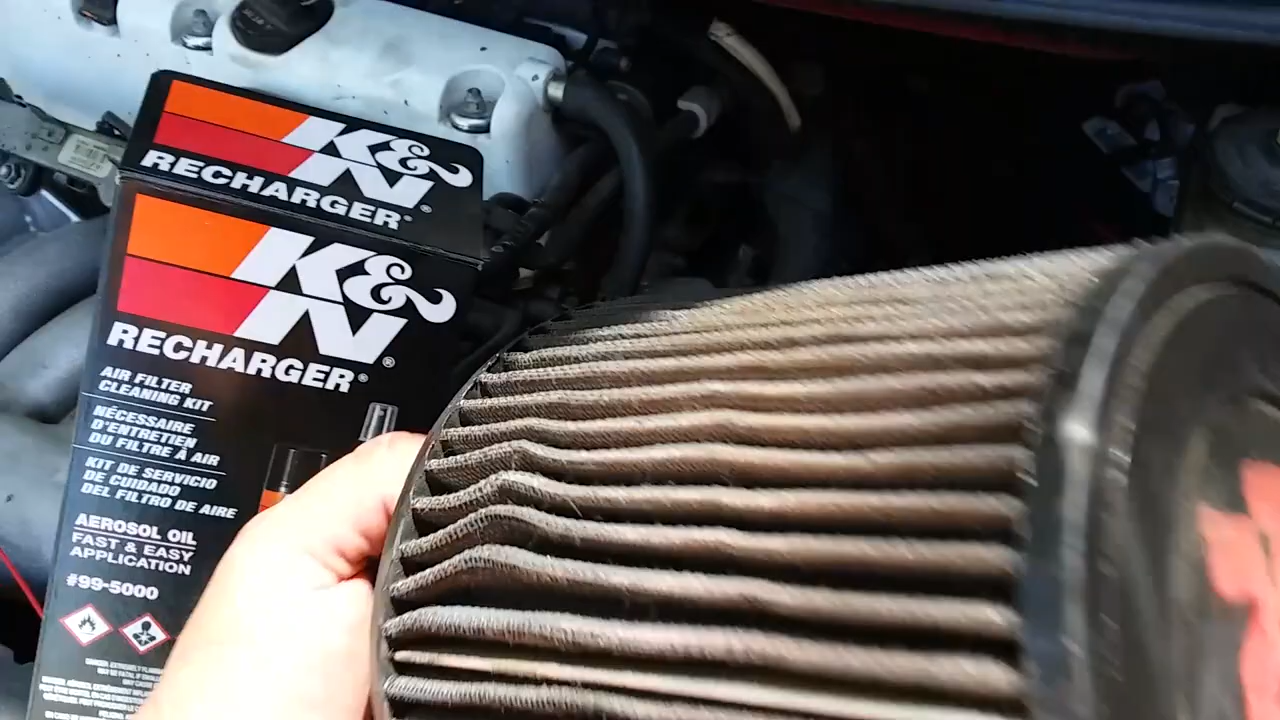 K&N®
RECHARGER®
K&N®
RECHARGER®
AIR FILTER
CLEANING KIT
NÉCESSAIRE
D'ENTRETIEN
DU FILTRE À AIR
KIT DE SERVICIO
DE CUIDADO
DEL FILTRO DE AIRE
AEROSOL OIL
FAST & EASY
APPLICATION
#99-5000